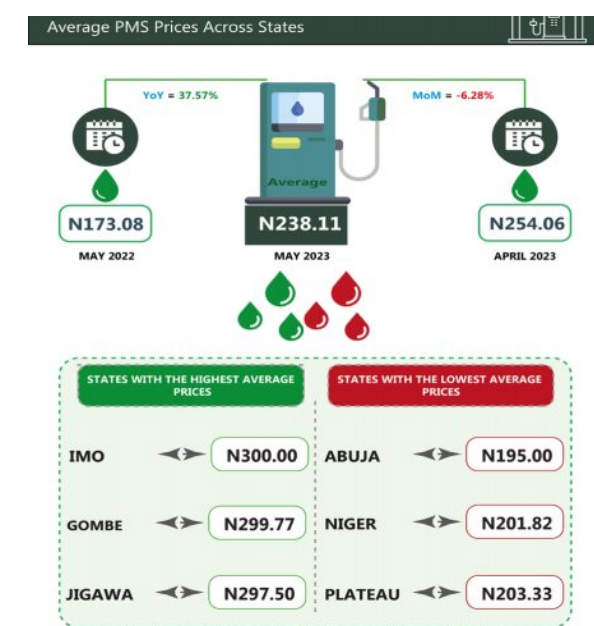 Average PMS Prices Across States
YoY = 37.57%
MoM = -6.28%
Average
N173.08
N238.11
N254.06
MAY 2022
MAY 2023
APRIL 2023
STATES WITH THE HIGHEST AVERAGE
PRICES
STATES WITH THE LOWEST AVERAGE
PRICES
IMO
N300.00
ABUJA
N195.00
GOMBE
N299.77
NIGER
N201.82
JIGAWA
N297.50
PLATEAU
N203.33